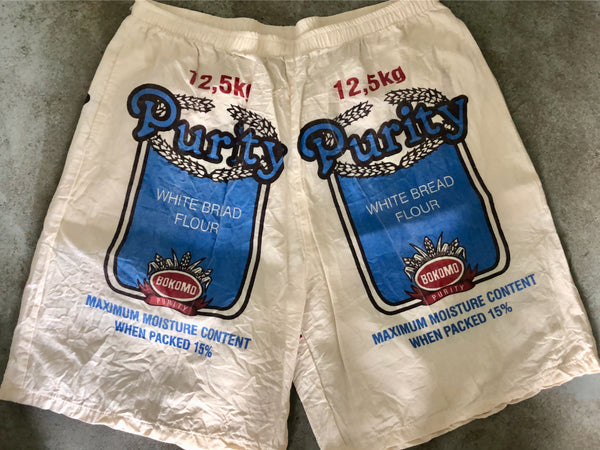 12,5kg
Purity
WHITE BREAD
FLOUR
BOKOMO
PURITY
MAXIMUM MOISTURE CONTENT
WHEN PACKED 15%
12,5kg
Purity
WHITE BREAD
FLOUR
BOKOMO
PURITY
MAXIMUM MOISTURE CONTENT
WHEN PACKED 15%